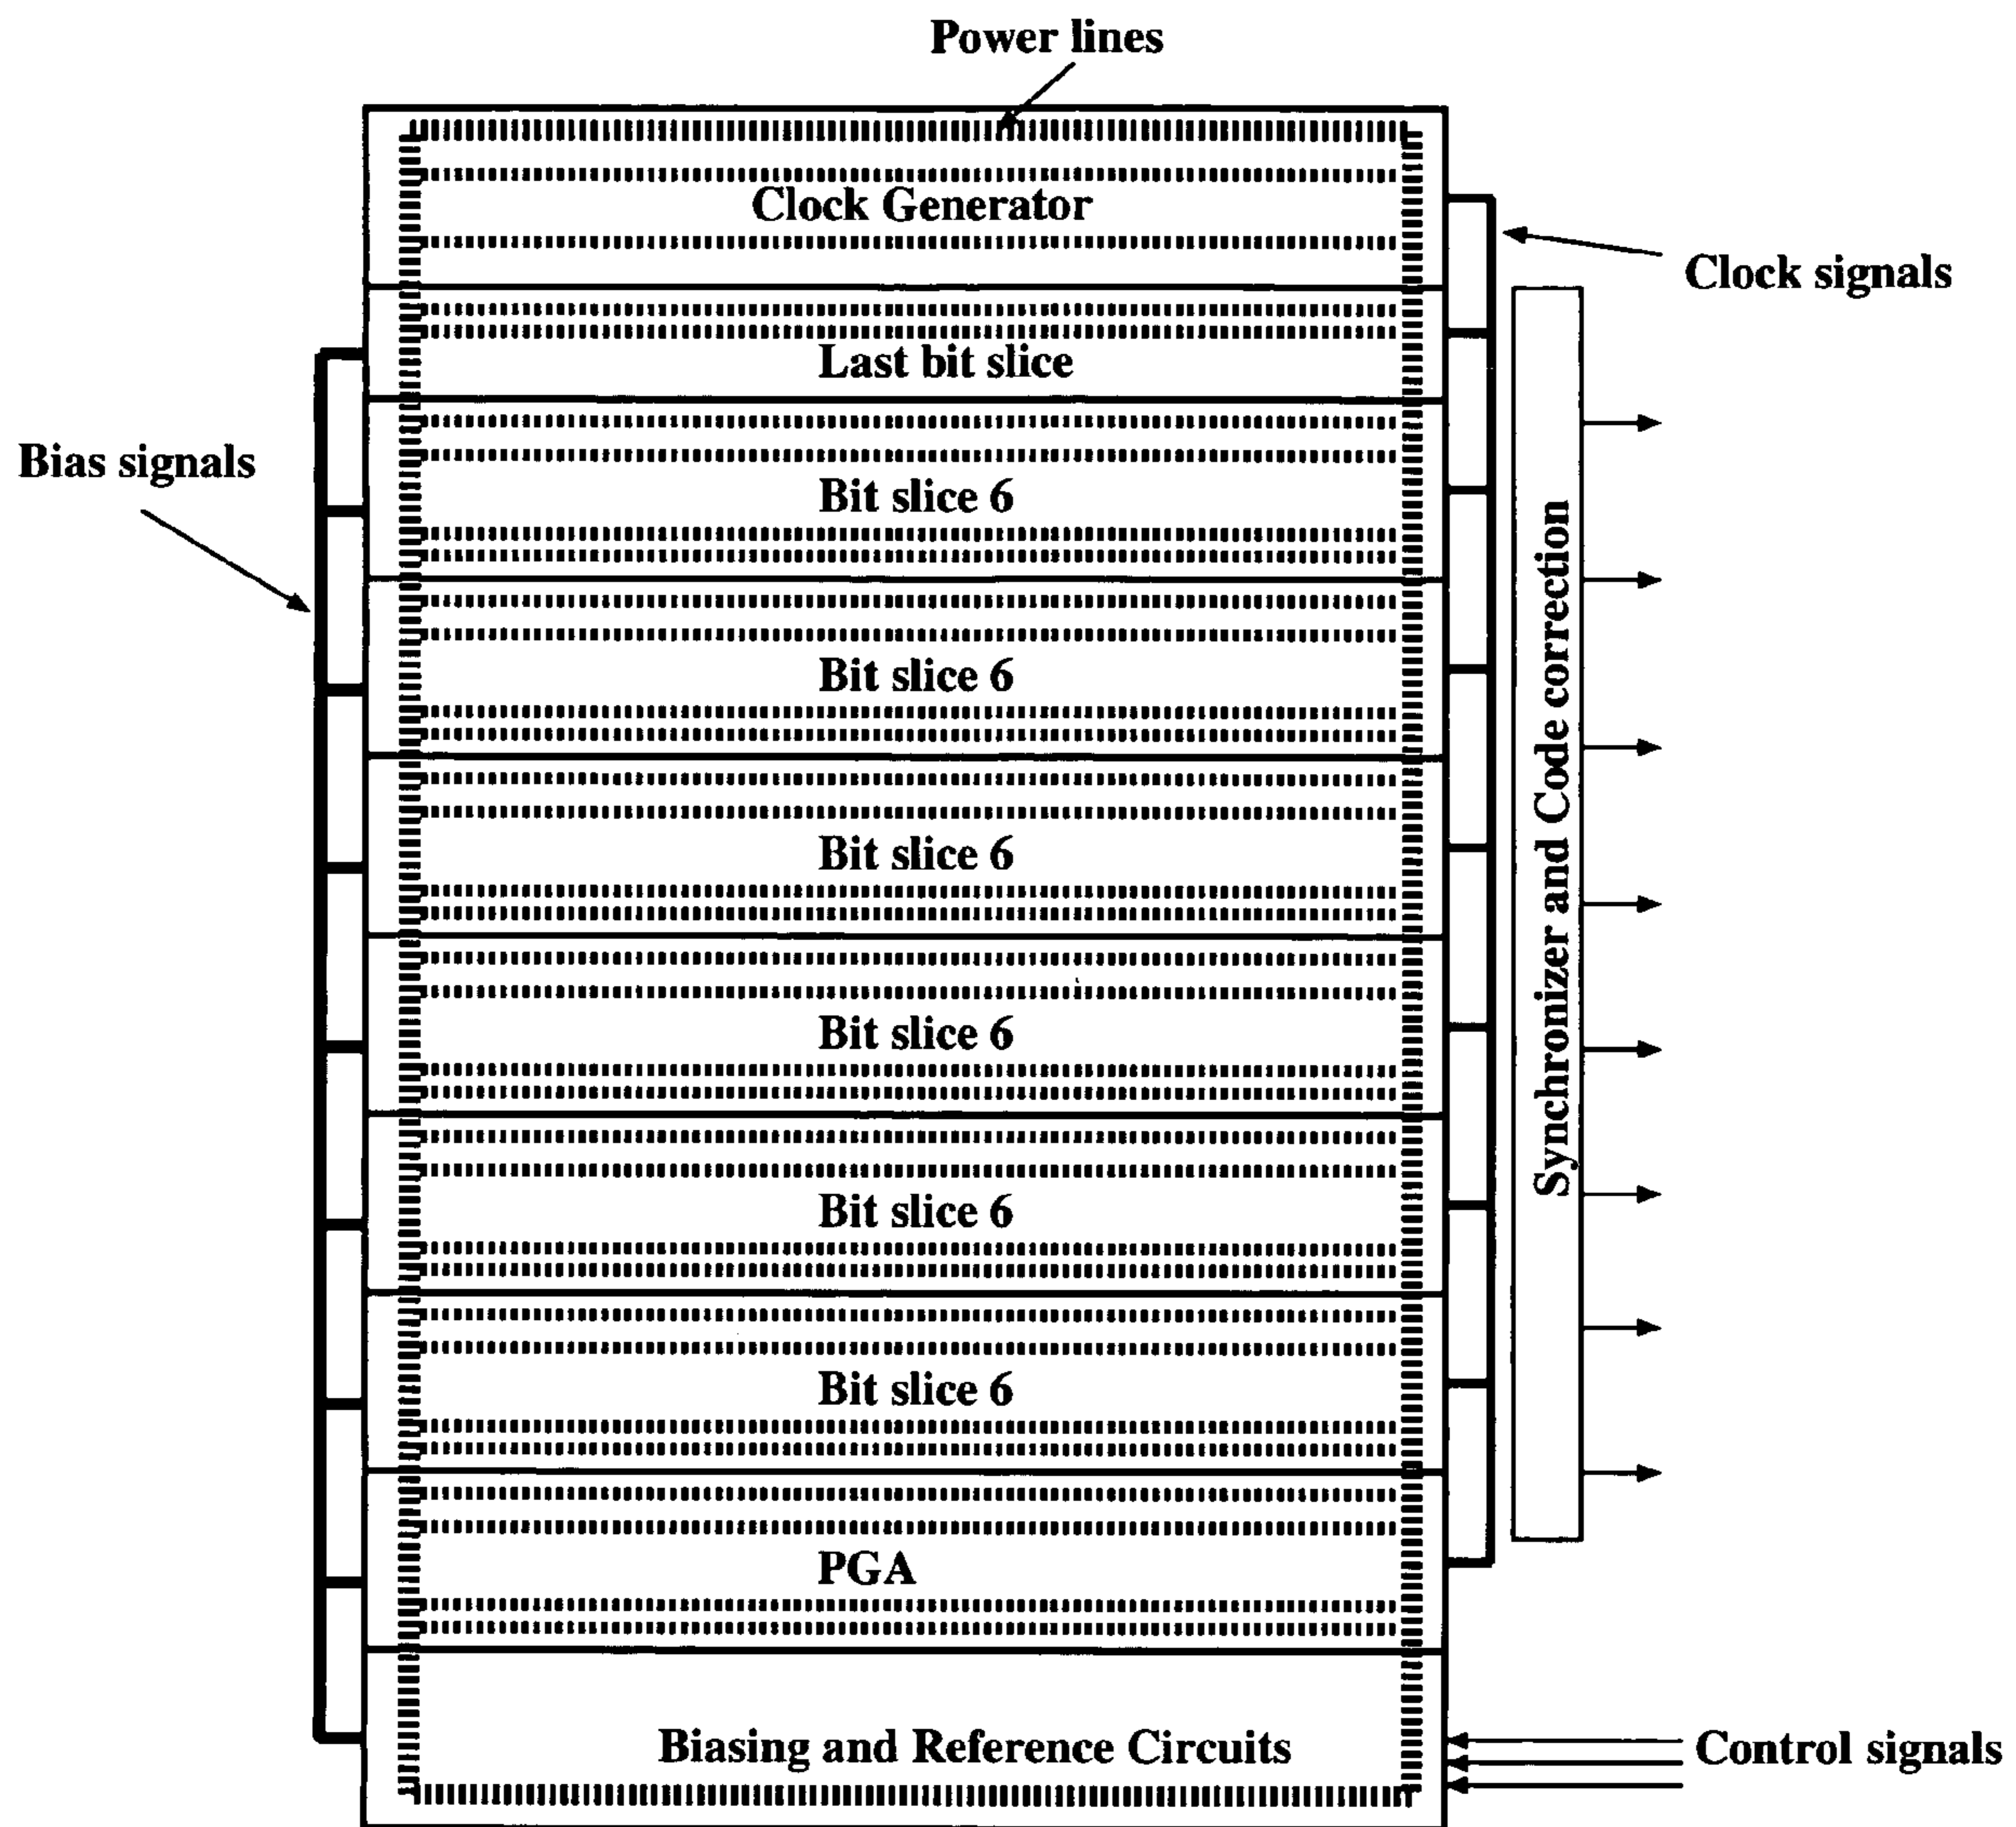 Power lines
Clock Generator
Clock signals
Last bit slice
Bias signals
Bit slice 6
Bit slice 6
Bit slice 6
Bit slice 6
Bit slice 6
Bit slice 6
Synchronizer and Code correction
PGA
Biasing and Reference Circuits
Control signals